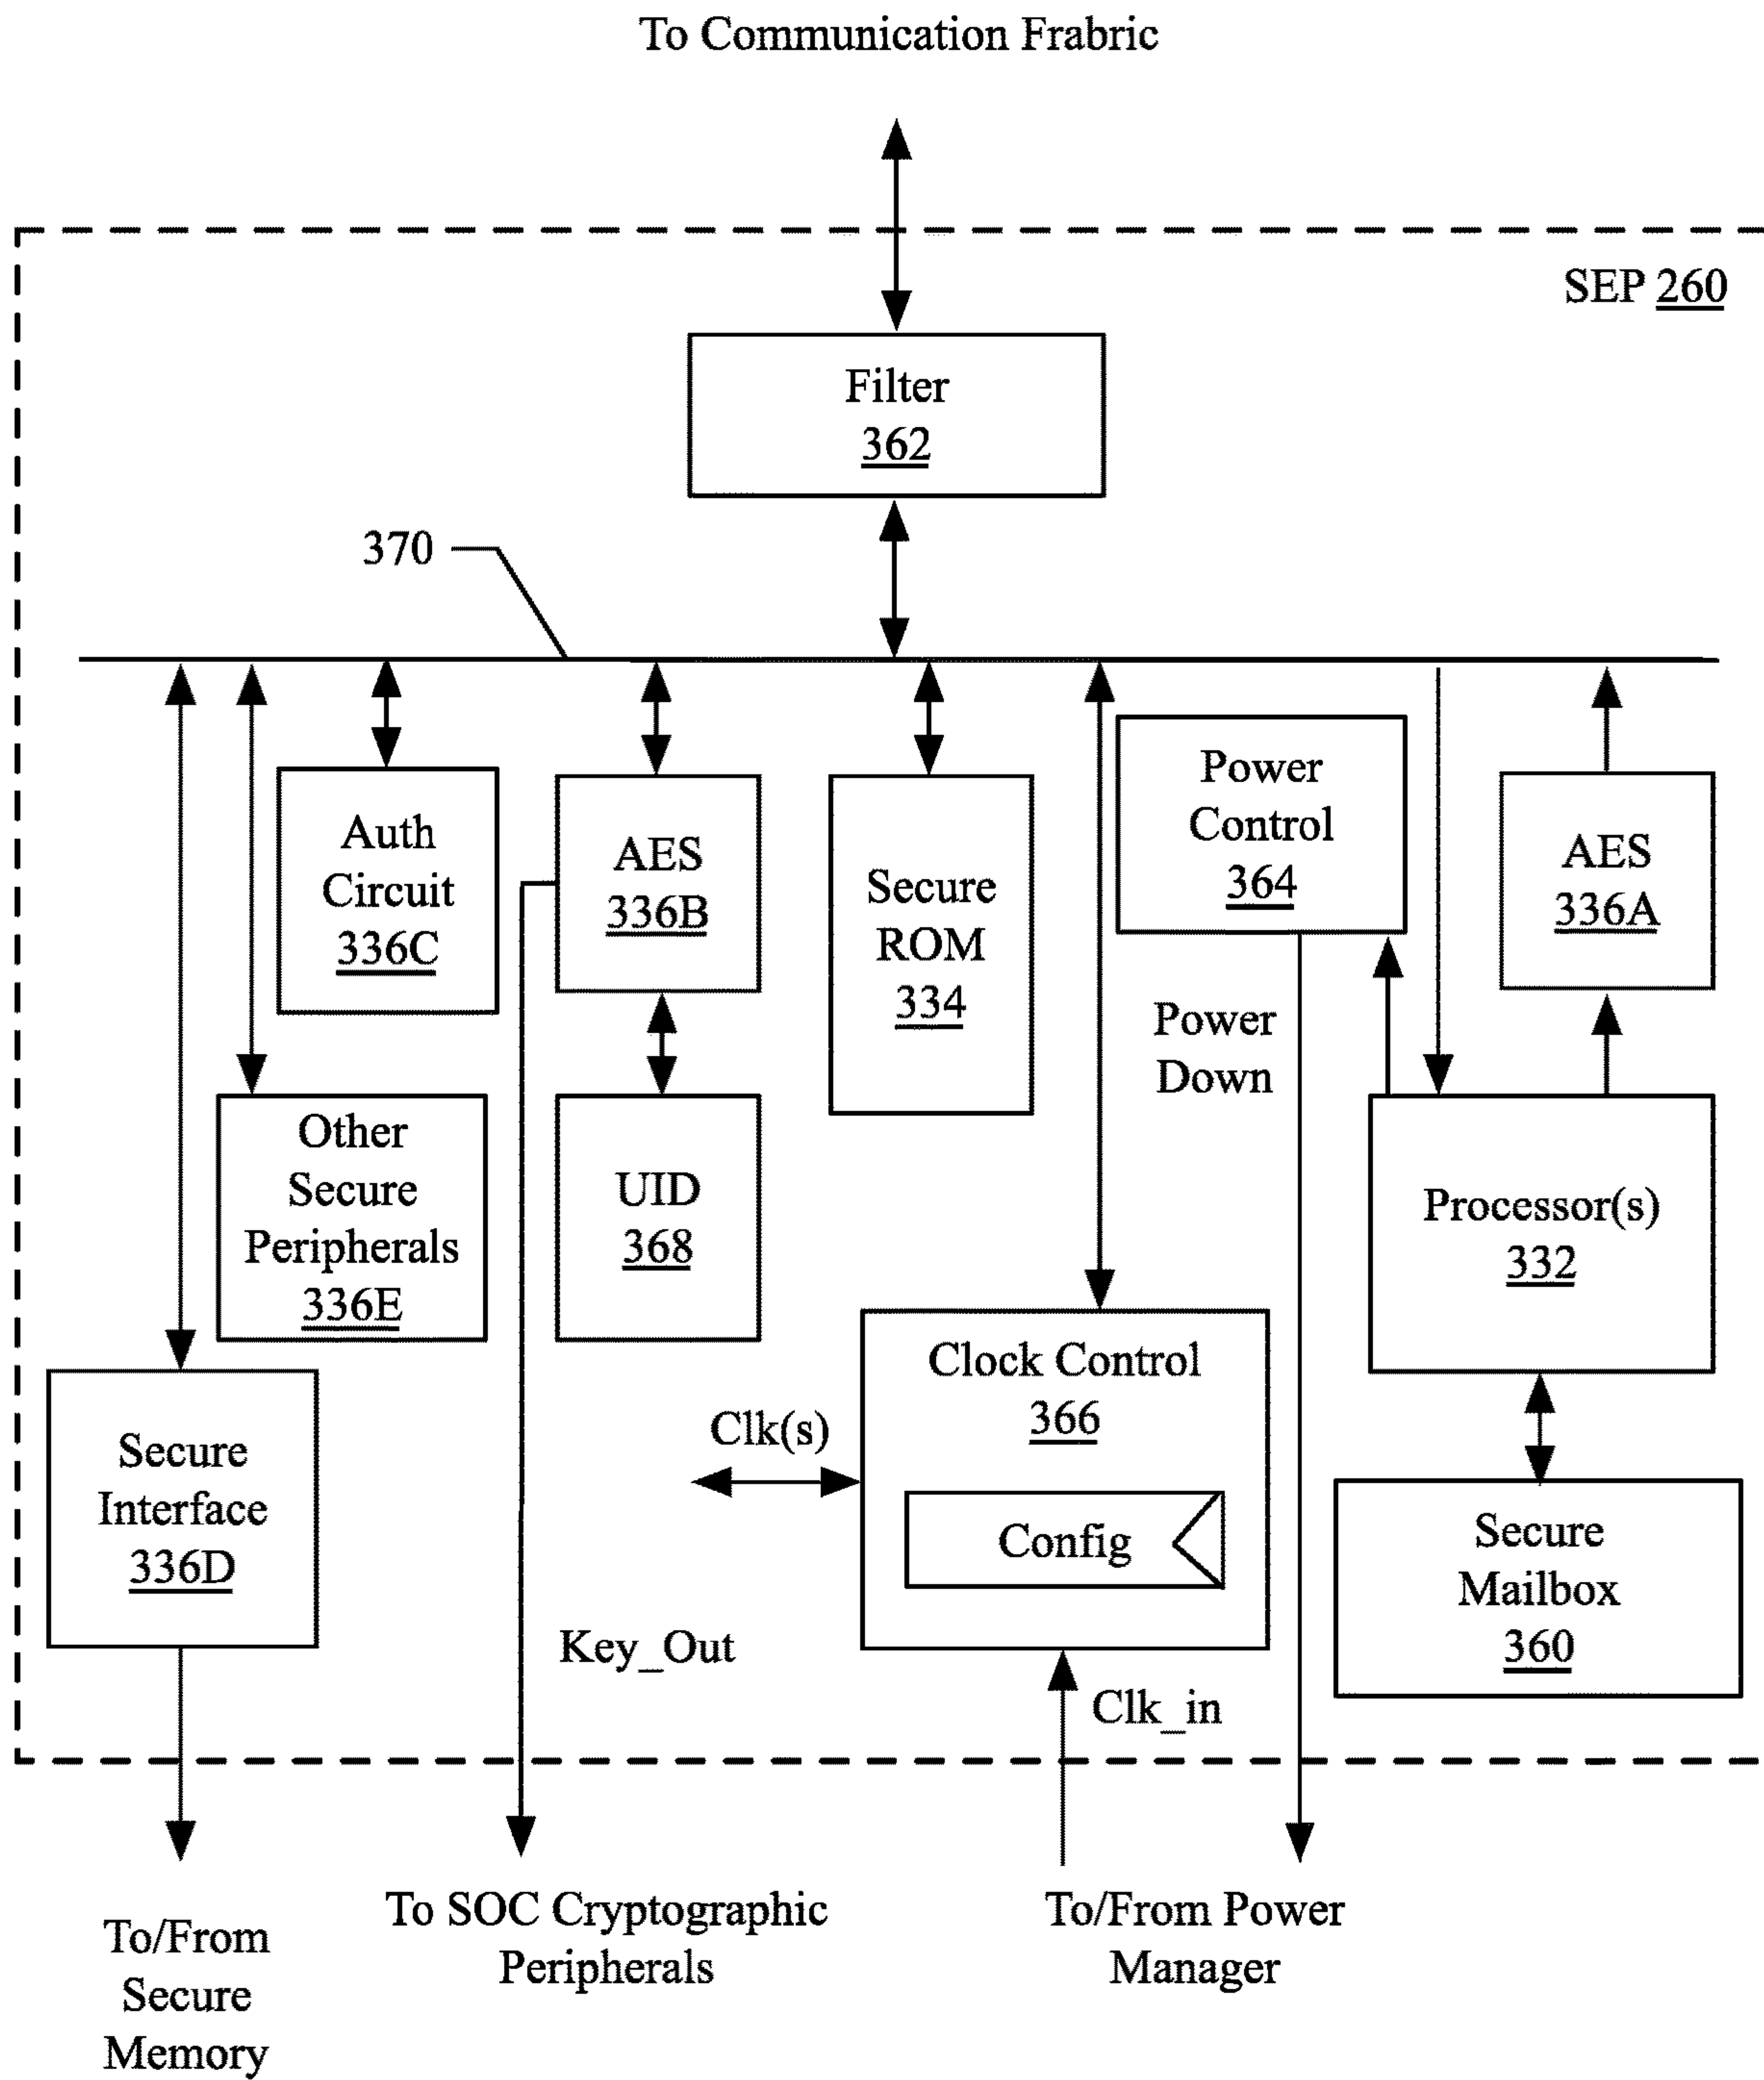 To Communication Frabric
SEP 260
Filter
362
370
Auth
Circuit
336C
AES
336B
Secure
ROM
334
Power
Control
364
AES
336A
Power
Down
Other
Secure
Peripherals
336E
UID
368
Processor(s)
332
Clock Control
366
Config
Clk(s)
Secure
Interface
336D
Secure
Mailbox
360
Key_Out
Clk_in
To/From
Secure
Memory
To SOC Cryptographic
Peripherals
To/From Power
Manager